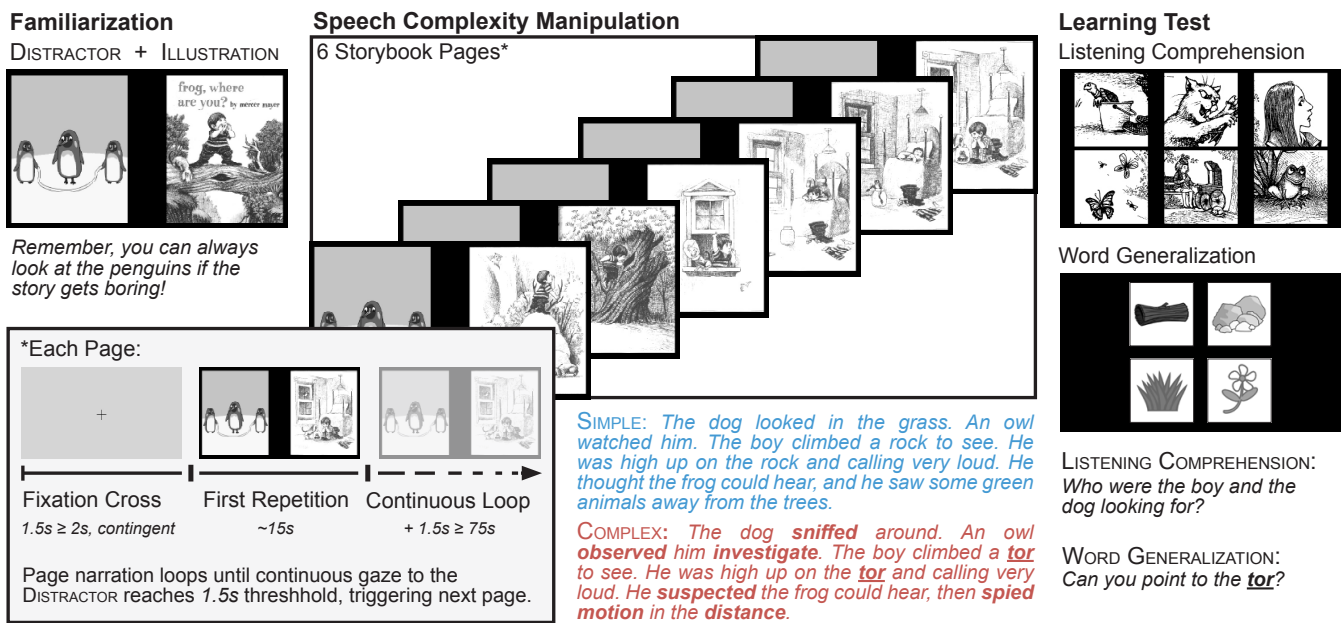 Familiarization
DISTRACTOR + ILLUSTRATION
frog, where
are you? by mercer mayer
Remember, you can always
look at the penguins if the
story gets boring!
Speech Complexity Manipulation
6 Storybook Pages*
*Each Page:
Fixation Cross
1.5s ≥ 2s, contingent
First Repetition
~15s
Continuous Loop
+ 1.5s ≥ 75s
Page narration loops until continuous gaze to the
DISTRACTOR reaches 1.5s threshhold, triggering next page.
SIMPLE: The dog looked in the grass. An owl
watched him. The boy climbed a rock to see. He
was high up on the rock and calling very loud. He
thought the frog could hear, and he saw some green
animals away from the trees.
COMPLEX: The dog sniffed around. An owl
observed him investigate. The boy climbed a tor
to see. He was high up on the tor and calling very
loud. He suspected the frog could hear, then spied
motion in the distance.
Learning Test
Listening Comprehension
Word Generalization
LISTENING COMPREHENSION:
Who were the boy and the
dog looking for?
WORD GENERALIZATION:
Can you point to the tor?